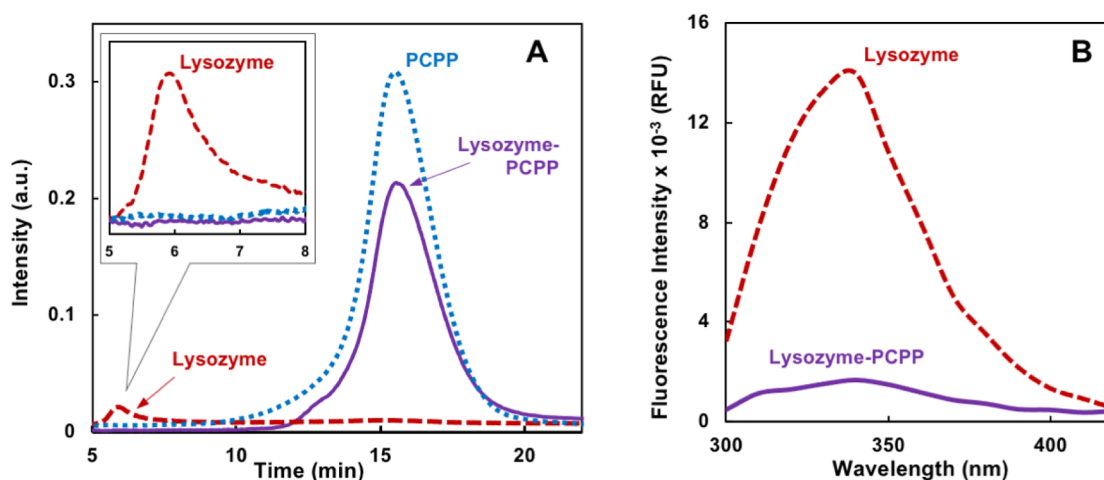 A
Intensity (a.u.)
0.3
0.2
0.1
0
Lysozyme
5 6 7 8
PCPP
Lysozyme-
PCPP
Lysozyme
5 10 15 20
Time (min)
B
Fluorescence Intensity x 10⁻³ (RFU)
16
12
8
4
0
Lysozyme
Lysozyme-PCPP
300 350 400
Wavelength (nm)